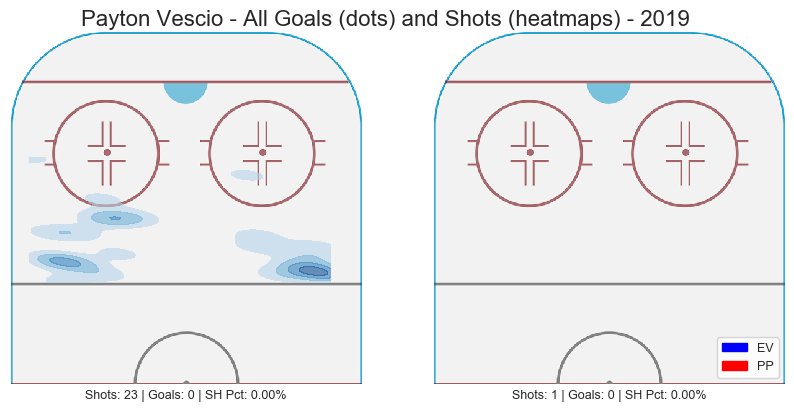 Payton Vescio - All Goals (dots) and Shots (heatmaps) - 2019
EV
PP
Shots: 23 | Goals: 0 | SH Pct: 0.00%
Shots: 1 | Goals: 0 | SH Pct: 0.00%